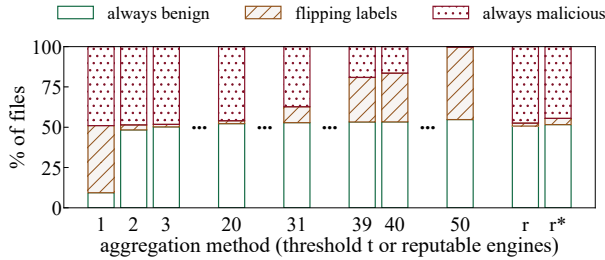 always benign flipping labels always malicious
100
75
50
25
0
% of files
... ... ... ...
1 2 3 20 31 39 40 50 r r*
aggregation method (threshold t or reputable engines)